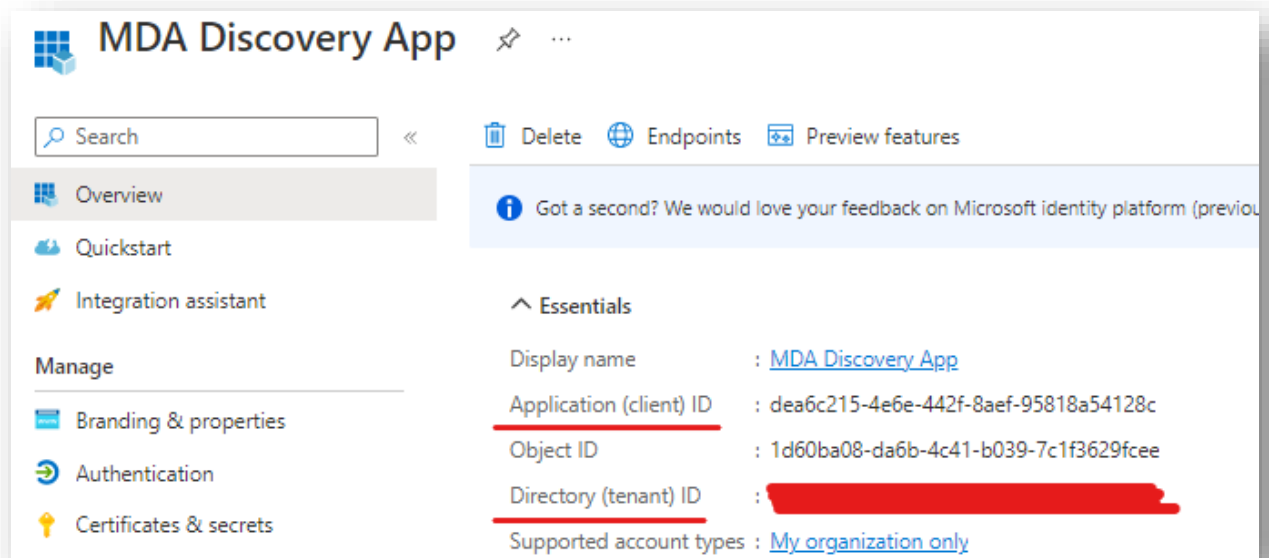 MDA Discovery App
Search
Delete Endpoints Preview features
Overview
Got a second? We would love your feedback on Microsoft identity platform (previou
Quickstart
Integration assistant
Essentials
Manage
Display name : MDA Discovery App
Branding & properties
Application (client) ID : dea6c215-4e6e-442f-8aef-95818a54128c
Object ID : 1d60ba08-da6b-4c41-b039-7c1f3629fcee
Authentication
Directory (tenant) ID :
Certificates & secrets
Supported account types : My organization only